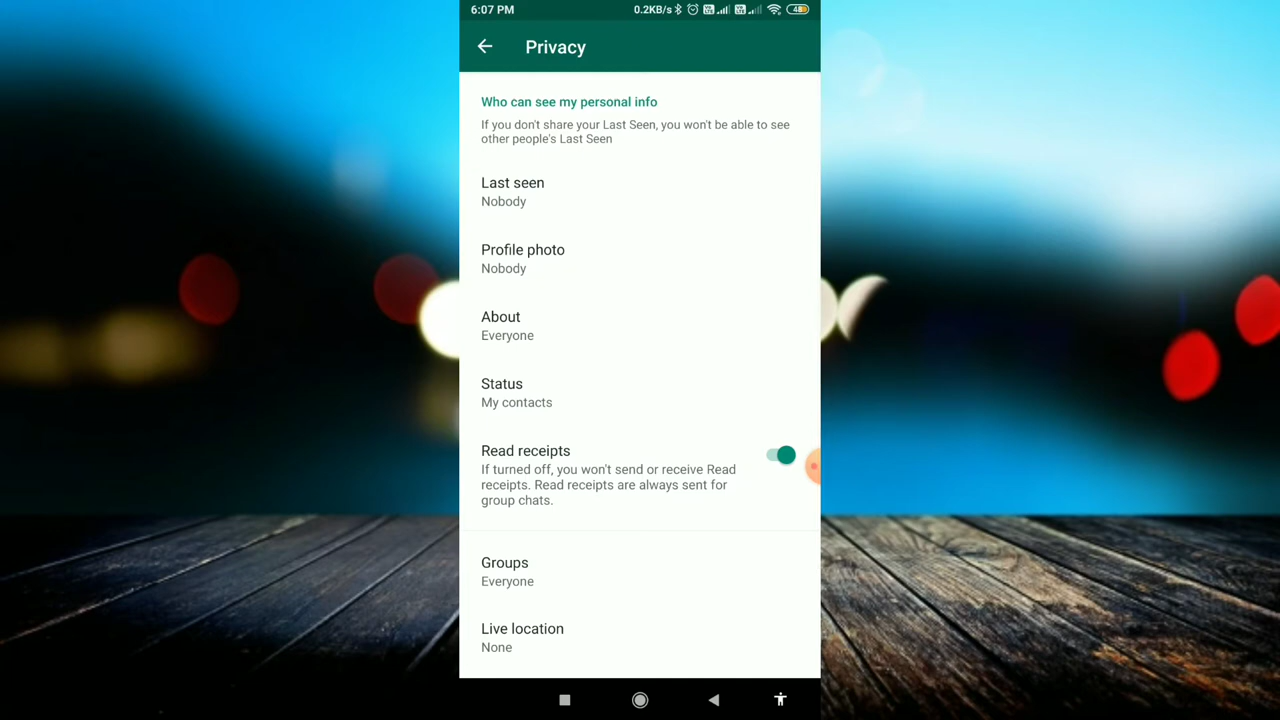 6:07 PM 0.2KB/s 48
Privacy
Who can see my personal info
If you don't share your Last Seen, you won't be able to see
other people's Last Seen
Last seen
Nobody
Profile photo
Nobody
About
Everyone
Status
My contacts
Read receipts
If turned off, you won't send or receive Read
receipts. Read receipts are always sent for
group chats.
Groups
Everyone
Live location
None